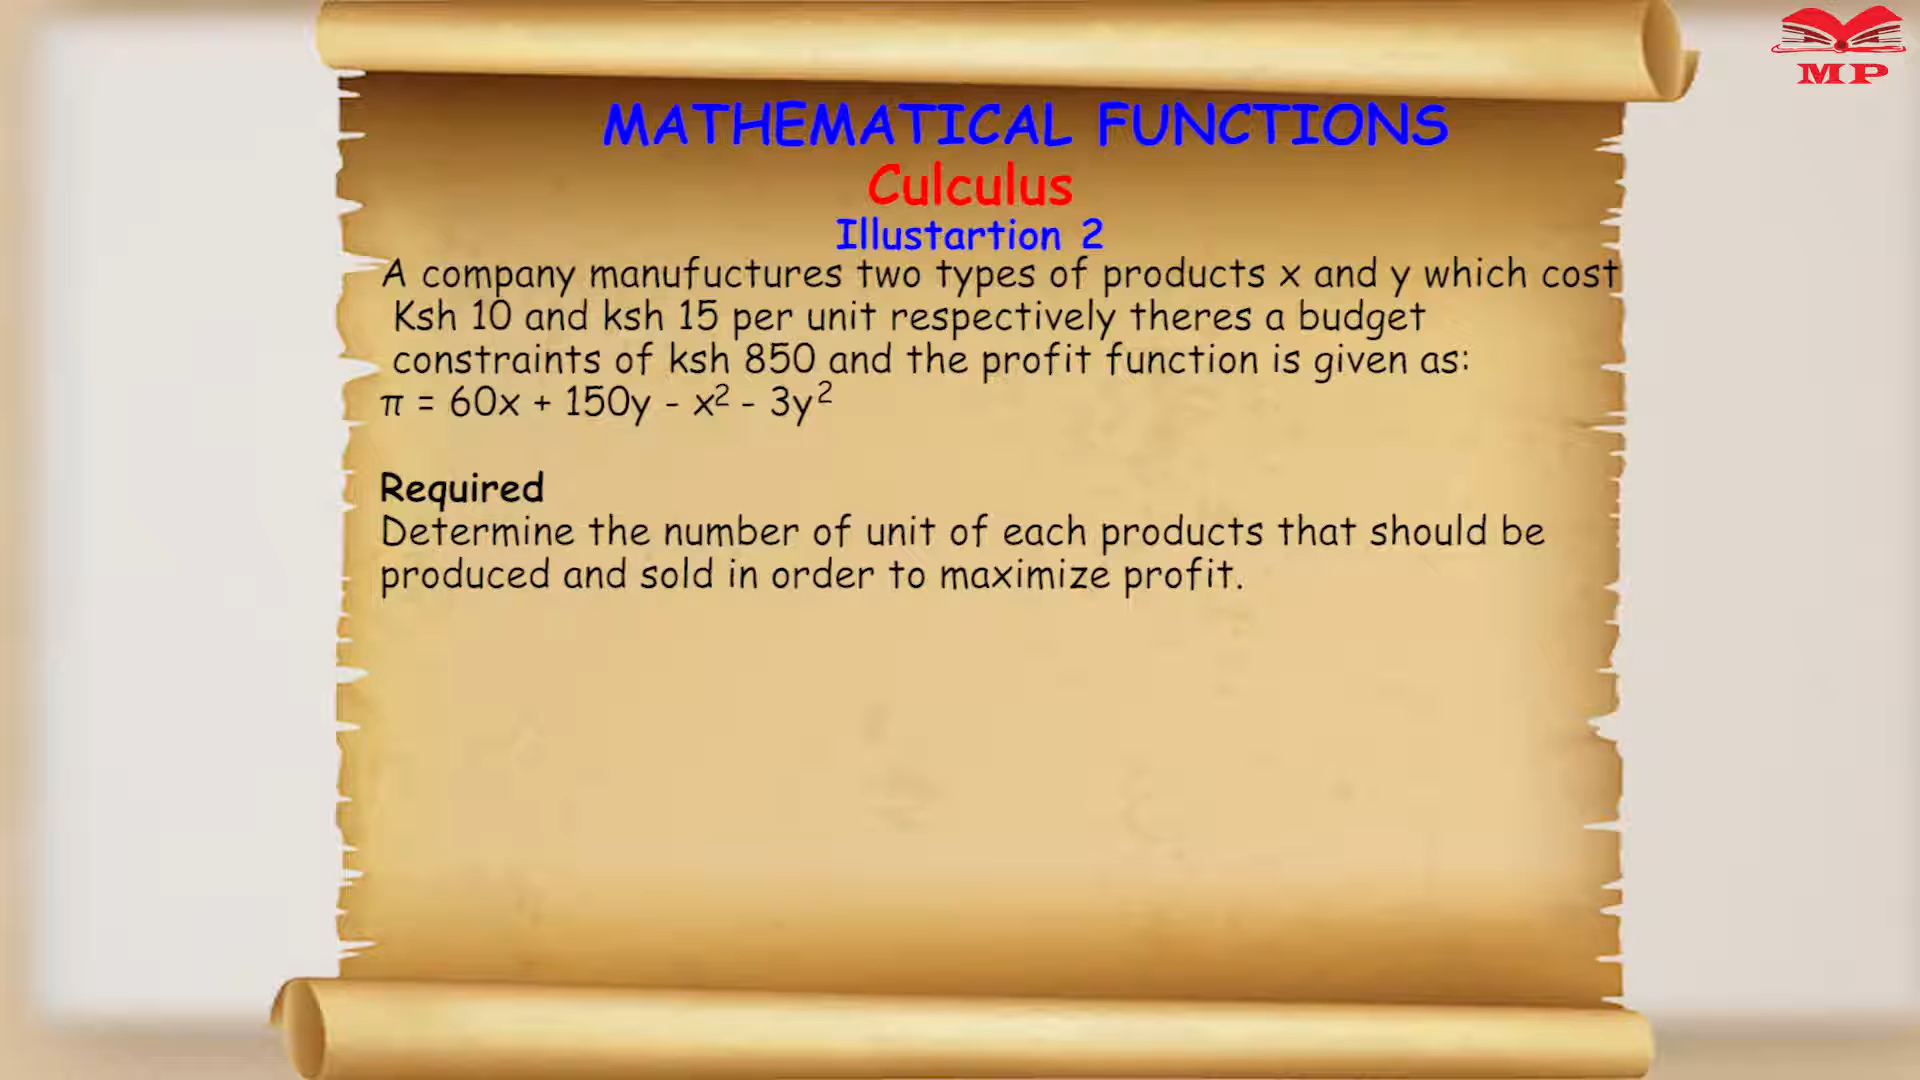 MP
MATHEMATICAL FUNCTIONS
Culculus
Illustartion 2
A company manufuctures two types of products x and y which cost
Ksh 10 and ksh 15 per unit respectively theres a budget
constraints of ksh 850 and the profit function is given as:
π = 60x + 150y - x² - 3y²
Required
Determine the number of unit of each products that should be
produced and sold in order to maximize profit.